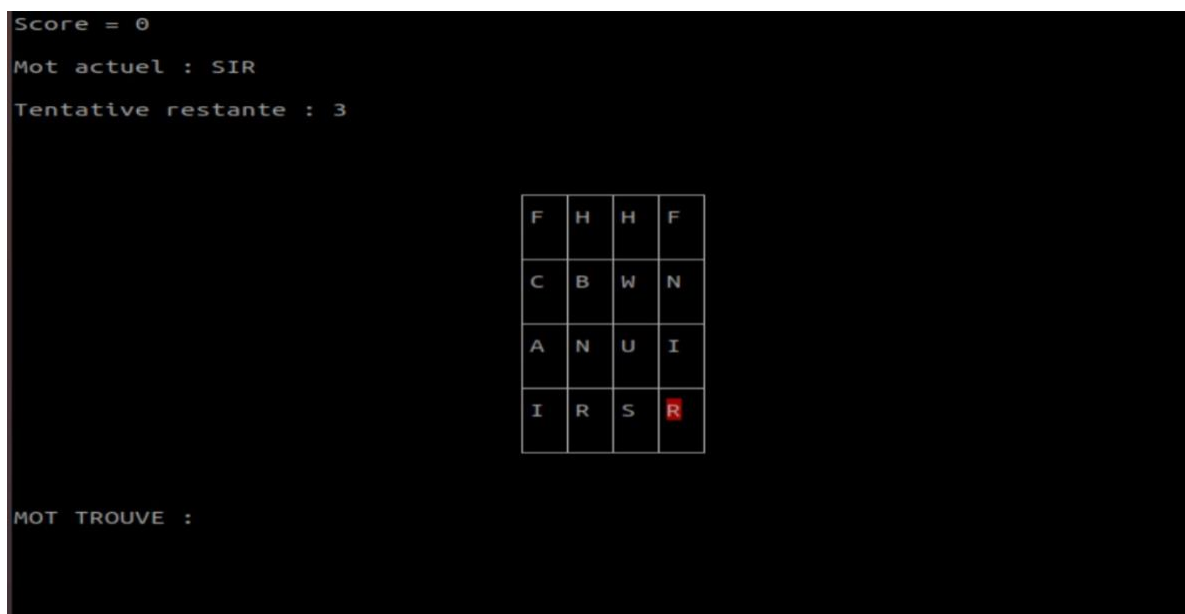 Score = 0
Mot actuel : SIR
Tentative restante : 3
F H H F
C B W N
A N U I
I R S R
MOT TROUVE :